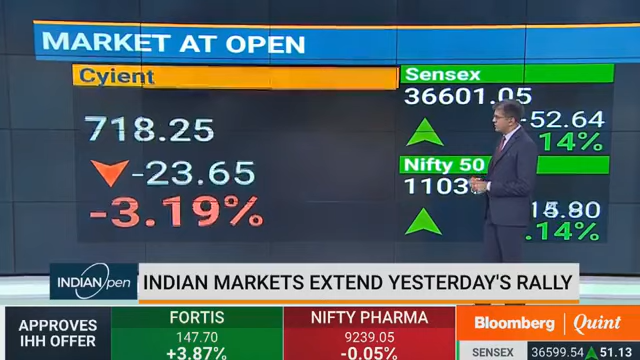 MARKET AT OPEN
Cyient
718.25
-23.65
-3.19%
Sensex
36601.05
-52.64
14%
Nifty 50
1103
.14%
INDIAN open
INDIAN MARKETS EXTEND YESTERDAY'S RALLY
APPROVES
IHH OFFER
FORTIS
147.70
+3.87%
NIFTY PHARMA
9239.05
-0.05%
Bloomberg Quint
SENSEX 36599.54 51.13